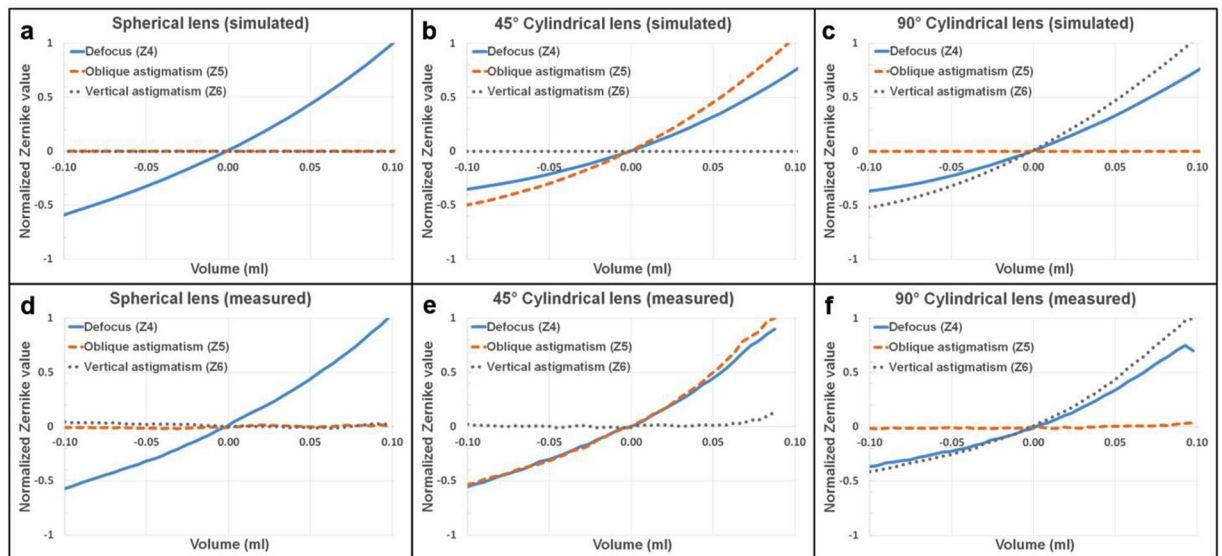 a
Spherical lens (simulated)
Defocus (Z4)
Oblique astigmatism (Z5)
Vertical astigmatism (Z6)
Normalized Zernike value
1
0.5
0
-0.5
-1
-0.10
-0.05
0.00
0.05
0.10
Volume (ml)
b
45° Cylindrical lens (simulated)
Defocus (Z4)
Oblique astigmatism (Z5)
Vertical astigmatism (Z6)
Normalized Zernike value
1
0.5
0
-0.5
-1
-0.10
-0.05
0.00
0.05
0.10
Volume (ml)
c
90° Cylindrical lens (simulated)
Defocus (Z4)
Oblique astigmatism (Z5)
Vertical astigmatism (Z6)
Normalized Zernike value
1
0.5
0
-0.5
-1
-0.10
-0.05
0.00
0.05
0.10
Volume (ml)
d
Spherical lens (measured)
Defocus (Z4)
Oblique astigmatism (Z5)
Vertical astigmatism (Z6)
Normalized Zernike value
1
0.5
0
-0.5
-1
-0.10
-0.05
0.00
0.05
0.10
Volume (ml)
e
45° Cylindrical lens (measured)
Defocus (Z4)
Oblique astigmatism (Z5)
Vertical astigmatism (Z6)
Normalized Zernike value
1
0.5
0
-0.5
-1
-0.10
-0.05
0.00
0.05
0.10
Volume (ml)
f
90° Cylindrical lens (measured)
Defocus (Z4)
Oblique astigmatism (Z5)
Vertical astigmatism (Z6)
Normalized Zernike value
1
0.5
0
-0.5
-1
-0.10
-0.05
0.00
0.05
0.10
Volume (ml)